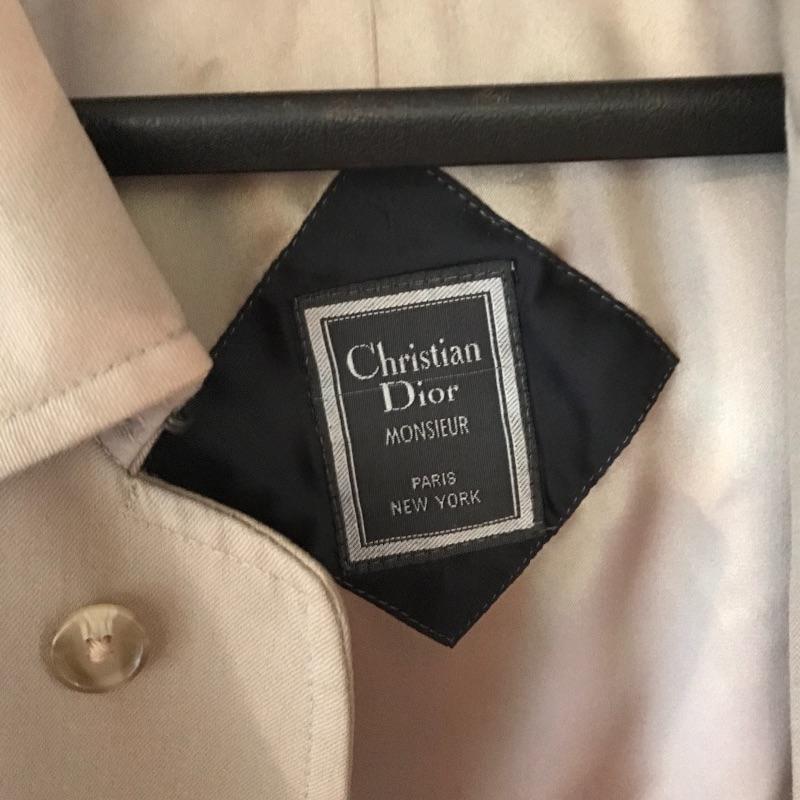 Christian
Dior
MONSIEUR
PARIS
NEW YORK